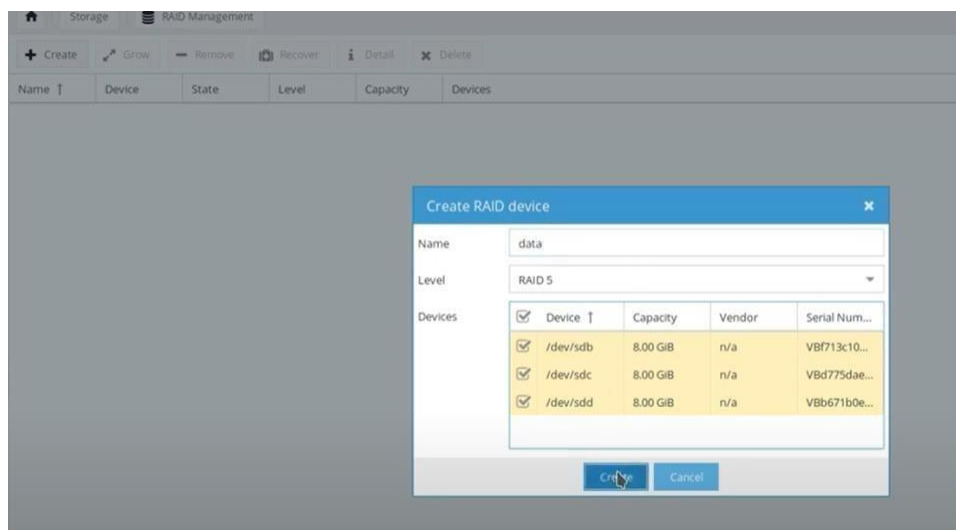 Storage RAID Management
Create Grow Remove Recover Detail Delete
Name ↑ Device State Level Capacity Devices
Create RAID device
Name data
Level RAID 5
Devices Device ↑ Capacity Vendor Serial Num...
/dev/sdb 8.00 GiB n/a VBf713c10...
/dev/sdc 8.00 GiB n/a VBd775dae...
/dev/sdd 8.00 GiB n/a VBb671b0e...
Create Cancel